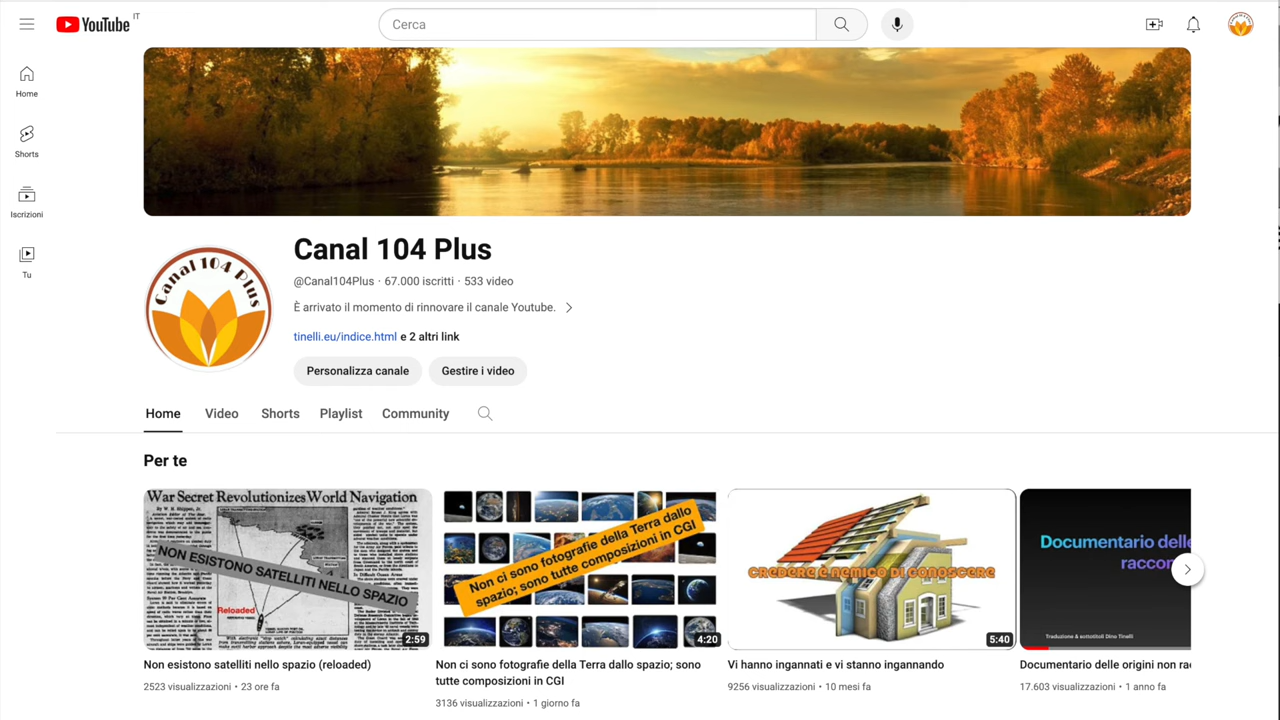 YouTube IT
Cerca
Home
Shorts
Iscrizioni
Tu
Canal 104 Plus
Canal 104 Plus
@Canal104Plus · 67.000 iscritti · 533 video
È arrivato il momento di rinnovare il canale Youtube.
tinelli.eu/indice.html e 2 altri link
Personalizza canale
Gestire i video
Home Video Shorts Playlist Community
Per te
War Secret Revolutionizes World Navigation
NON ESISTONO SATELLITI NELLO SPAZIO
Reloaded
2:59
Non esistono satelliti nello spazio (reloaded)
2523 visualizzazioni · 23 ore fa
Non ci sono fotografie della Terra dallo
spazio; sono tutte composizioni in CGI
4:20
Non ci sono fotografie della Terra dallo spazio; sono
tutte composizioni in CGI
3136 visualizzazioni · 1 giorno fa
CREDERE È NEMICO DI CONOSCERE
5:40
Vi hanno ingannati e vi stanno ingannando
9256 visualizzazioni · 10 mesi fa
Documentario delle
raccon
Traduzione & sottotitoli Dino Tinelli
Documentario delle origini non rac
17.603 visualizzazioni · 1 anno fa